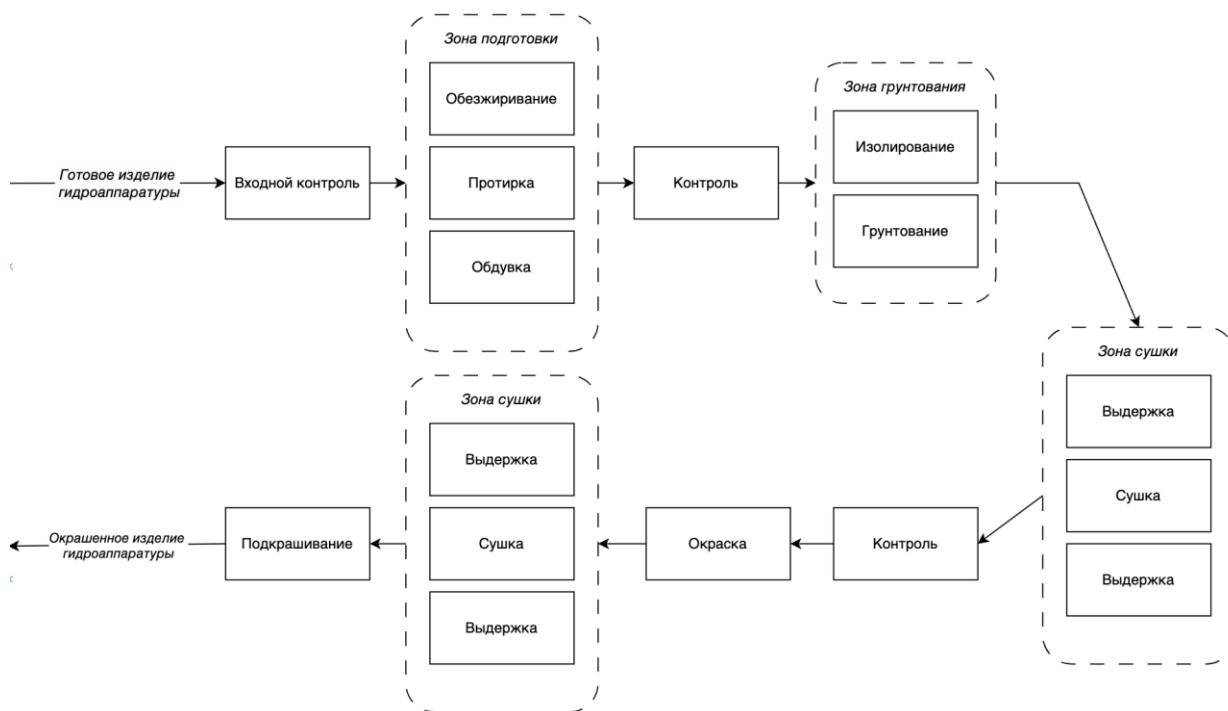 Готовое изделие
гидроаппаратуры
Входной контроль
Зона подготовки
Обезжиривание
Протирка
Обдувка
Контроль
Зона грунтования
Изолирование
Грунтование
Зона сушки
Выдержка
Сушка
Выдержка
Контроль
Окраска
Зона сушки
Выдержка
Сушка
Выдержка
Подкрашивание
Окрашенное изделие
гидроаппаратуры